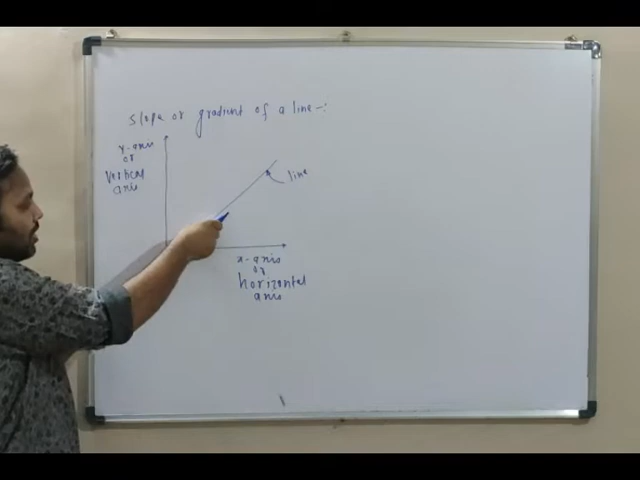 slope or gradient of a line -:
y-axis
or
vertical
axis
line
x-axis
or
horizontal
axis